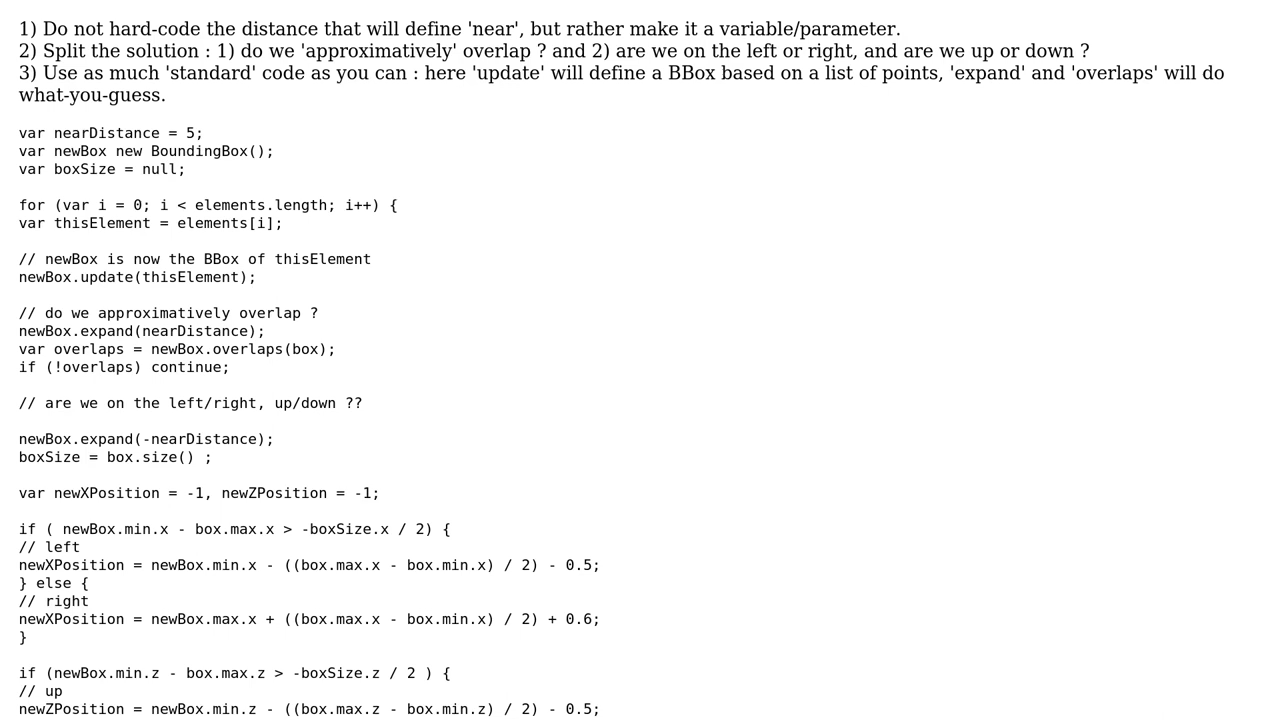 1) Do not hard-code the distance that will define 'near', but rather make it a variable/parameter.
2) Split the solution : 1) do we 'approximatively' overlap ? and 2) are we on the left or right, and are we up or down ?
3) Use as much 'standard' code as you can : here 'update' will define a BBox based on a list of points, 'expand' and 'overlaps' will do
what-you-guess.
var nearDistance = 5;
var newBox new BoundingBox();
var boxSize = null;
for (var i = 0; i < elements.length; i++) {
var thisElement = elements[i];
// newBox is now the BBox of thisElement
newBox.update(thisElement);
// do we approximatively overlap ?
newBox.expand(nearDistance);
var overlaps = newBox.overlaps(box);
if (!overlaps) continue;
// are we on the left/right, up/down ??
newBox.expand(-nearDistance);
boxSize = box.size() ;
var newXPosition = -1, newZPosition = -1;
if ( newBox.min.x - box.max.x > -boxSize.x / 2) {
// left
newXPosition = newBox.min.x - ((box.max.x - box.min.x) / 2) - 0.5;
} else {
// right
newXPosition = newBox.max.x + ((box.max.x - box.min.x) / 2) + 0.6;
}
if (newBox.min.z - box.max.z > -boxSize.z / 2 ) {
// up
newZPosition = newBox.min.z - ((box.max.z - box.min.z) / 2) - 0.5;